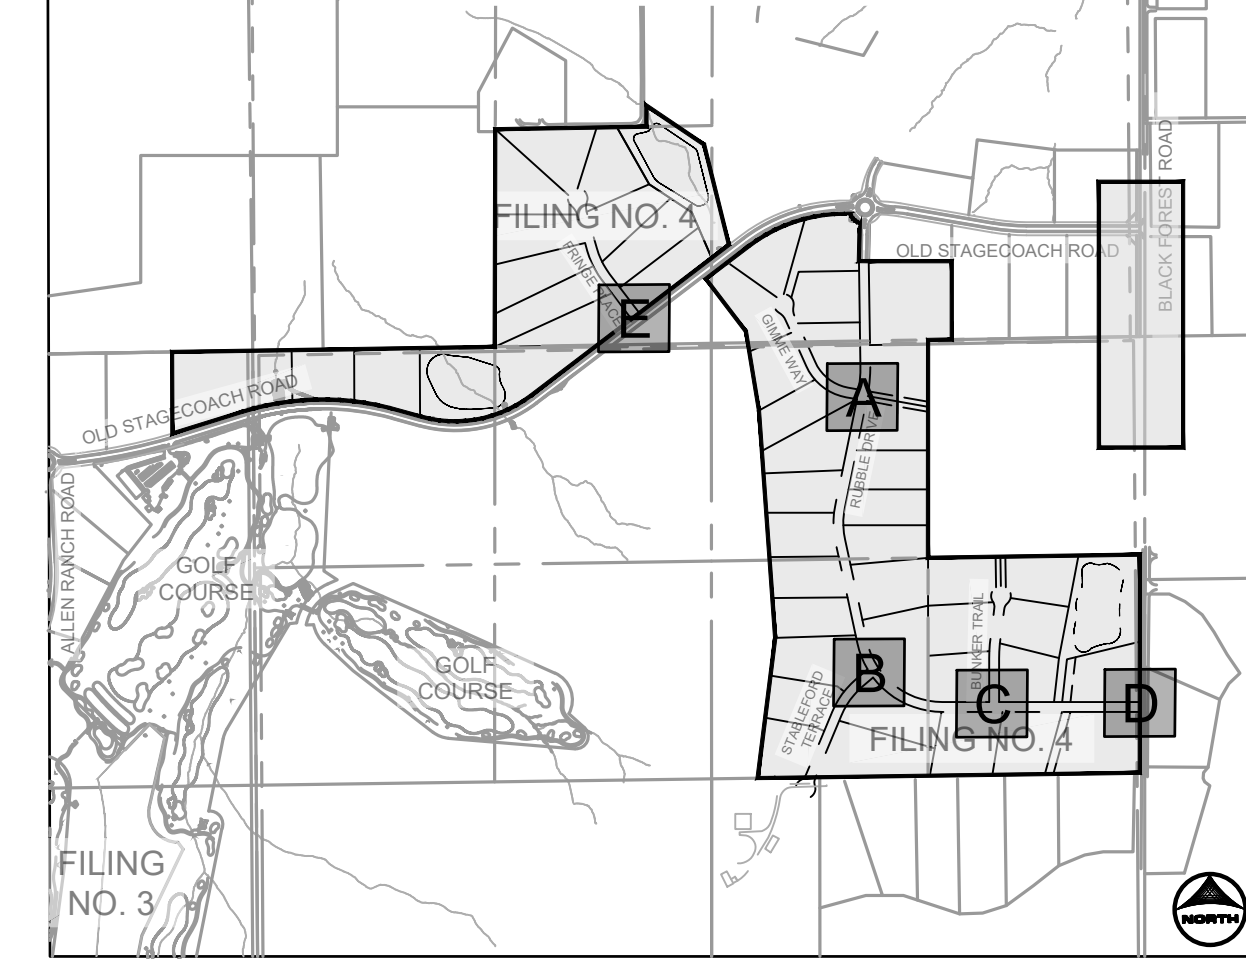 FILING NO. 4
BLACK FOREST ROAD
OLD STAGECOACH ROAD
FRINGE PLACE
GIMME WAY
A
RUBBLE DRIVE
OLD STAGECOACH ROAD
ALLEN RANCH ROAD
GOLF
COURSE
GOLF
COURSE
BUNKER TRAIL
B
C
D
STABLEFORD
TERRACE
FILING NO. 4
FILING
NO. 3
NORTH